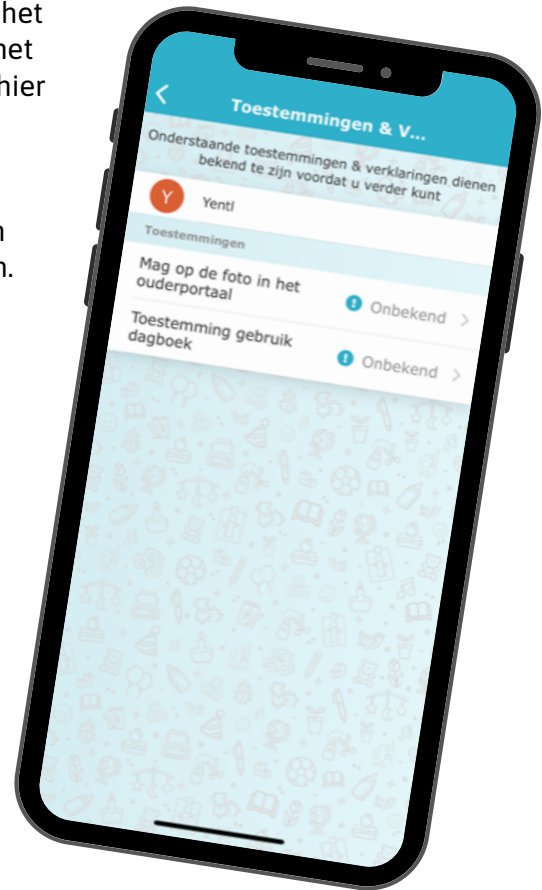 het
het
hier
n
n.
Toestemmingen & V...
Onderstaande toestemmingen & verklaringen dienen
bekend te zijn voordat u verder kunt
Y Yentl
Toestemmingen
Mag op de foto in het
ouderportaal
Onbekend
Toestemming gebruik
dagboek
Onbekend